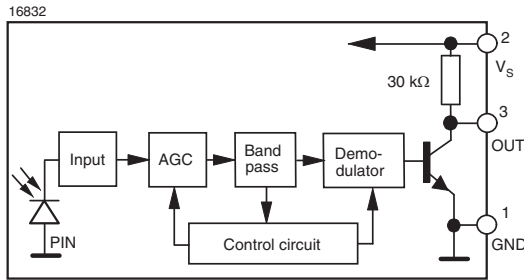 16832
2
V_S
30 kΩ
3
OUT
Input
AGC
Band
pass
Demo-
dulator
PIN
Control circuit
1
GND